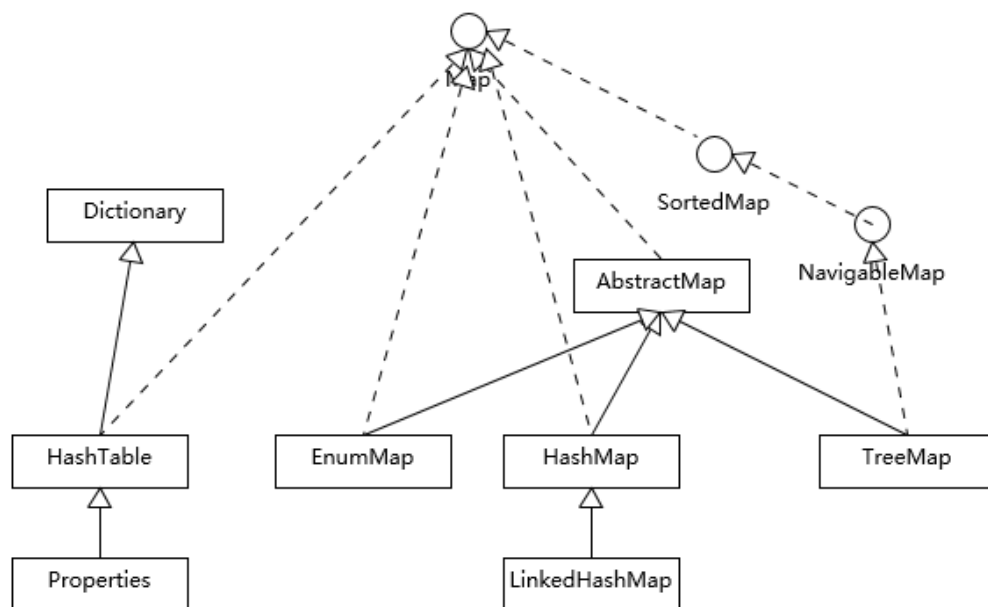 Map
SortedMap
Dictionary
NavigableMap
AbstractMap
HashTable
EnumMap
HashMap
TreeMap
Properties
LinkedHashMap